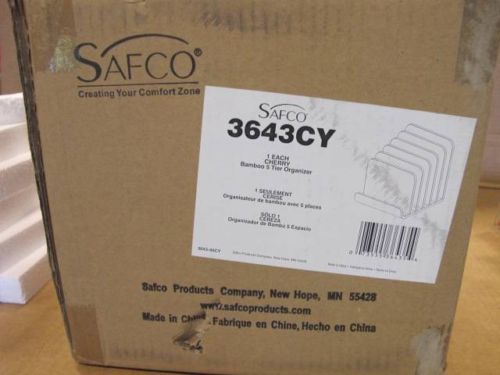 SAFCO®
Creating Your Comfort Zone
SAFCO®
3643CY
1 EACH
CHERRY
Bamboo 5 Tier Organizer
1 SEULEMENT
CERISE
Organisateur de bambou avec 5 places
SOLO 1
CEREZA
Organizador de Bambú 5 Espacio
Safco Products Company, New Hope, MN 55428
www.safcoproducts.com
Made in China, Fabrique en Chine, Hecho en China